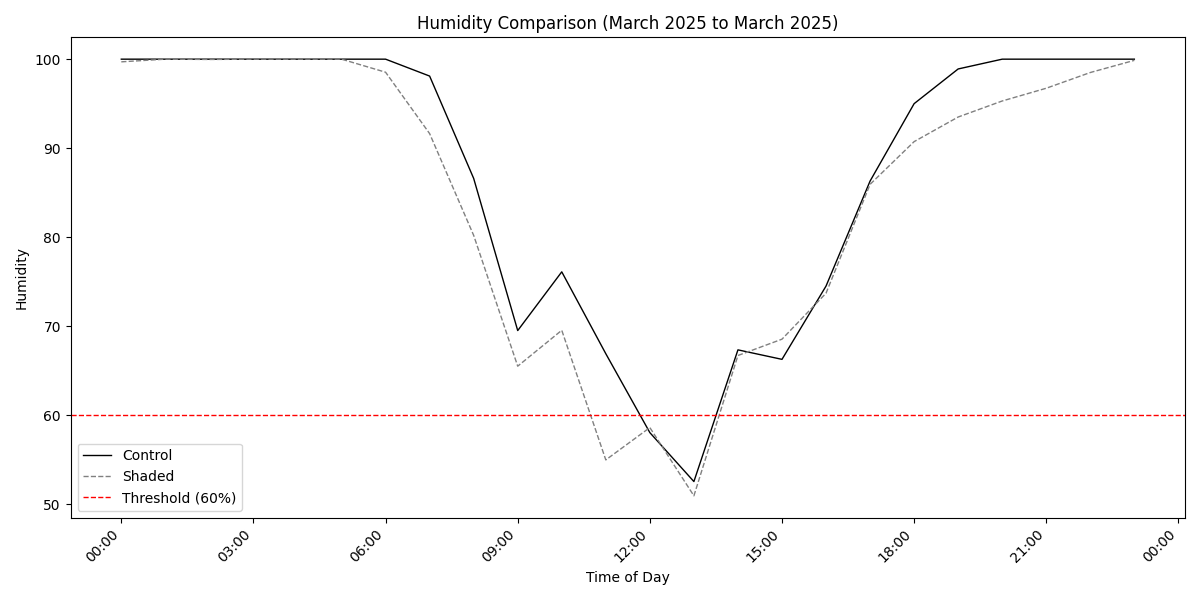 Humidity Comparison (March 2025 to March 2025)
Humidity
100
90
80
70
60
50
Control
Shaded
Threshold (60%)
00:00
03:00
06:00
09:00
12:00
15:00
18:00
21:00
00:00
Time of Day